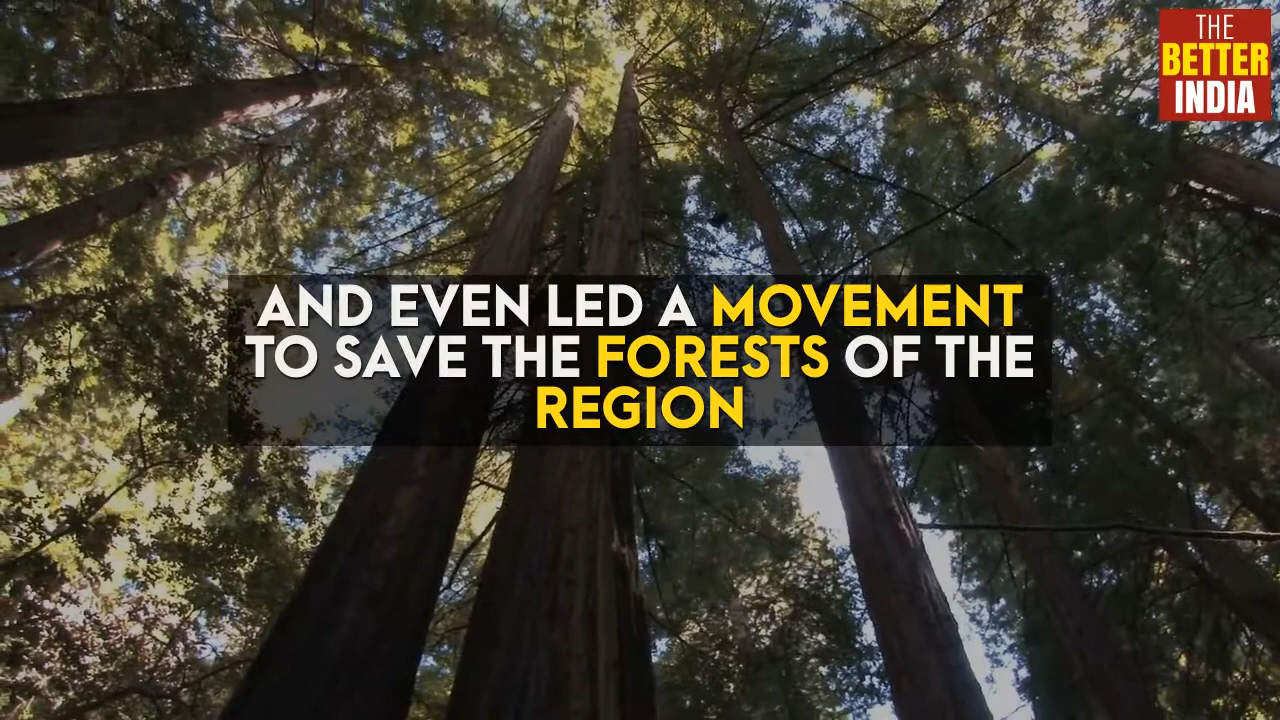 THE
BETTER
INDIA
AND EVEN LED A MOVEMENT
TO SAVE THE FORESTS OF THE
REGION